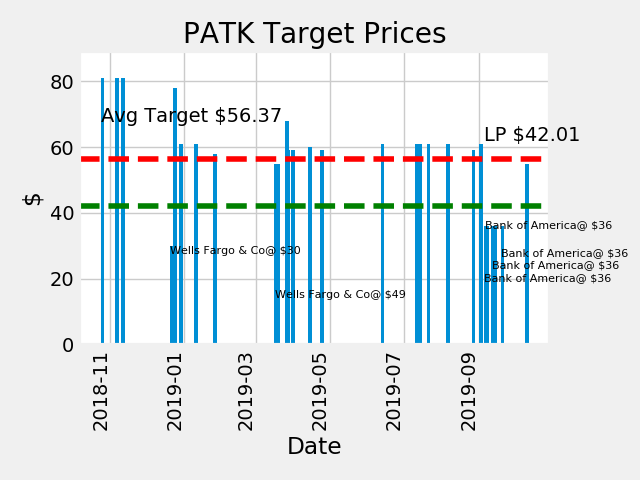 PATK Target Prices
80
Avg Target $56.37
LP $42.01
60
$
40
Bank of America@ $36
Wells Fargo & Co@ $30
Bank of America@ $36
Bank of America@ $36
20
Bank of America@ $36
Wells Fargo & Co@ $49
0
2018-11
2019-01
2019-03
2019-05
2019-07
2019-09
Date